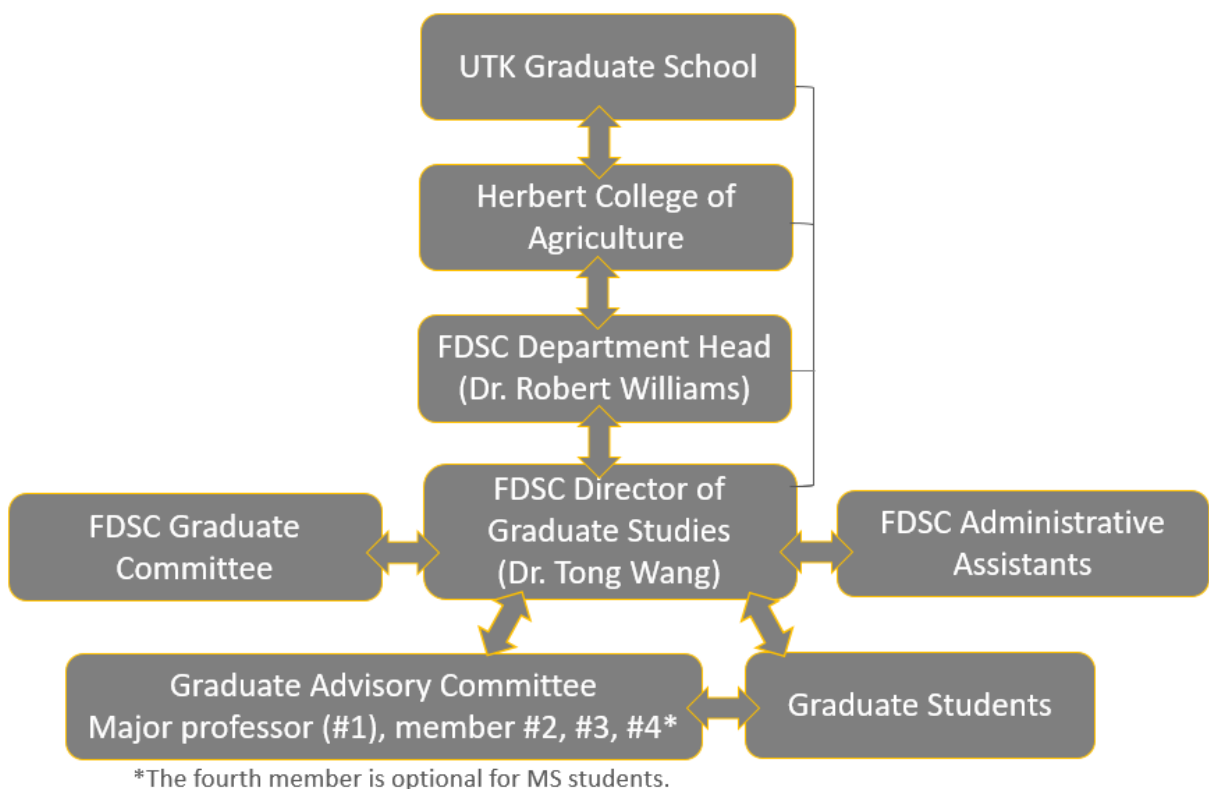 UTK Graduate School
Herbert College of
Agriculture
FDSC Department Head
(Dr. Robert Williams)
FDSC Graduate
Committee
FDSC Director of
Graduate Studies
(Dr. Tong Wang)
FDSC Administrative
Assistants
Graduate Advisory Committee
Major professor (#1), member #2, #3, #4*
Graduate Students
*The fourth member is optional for MS students.